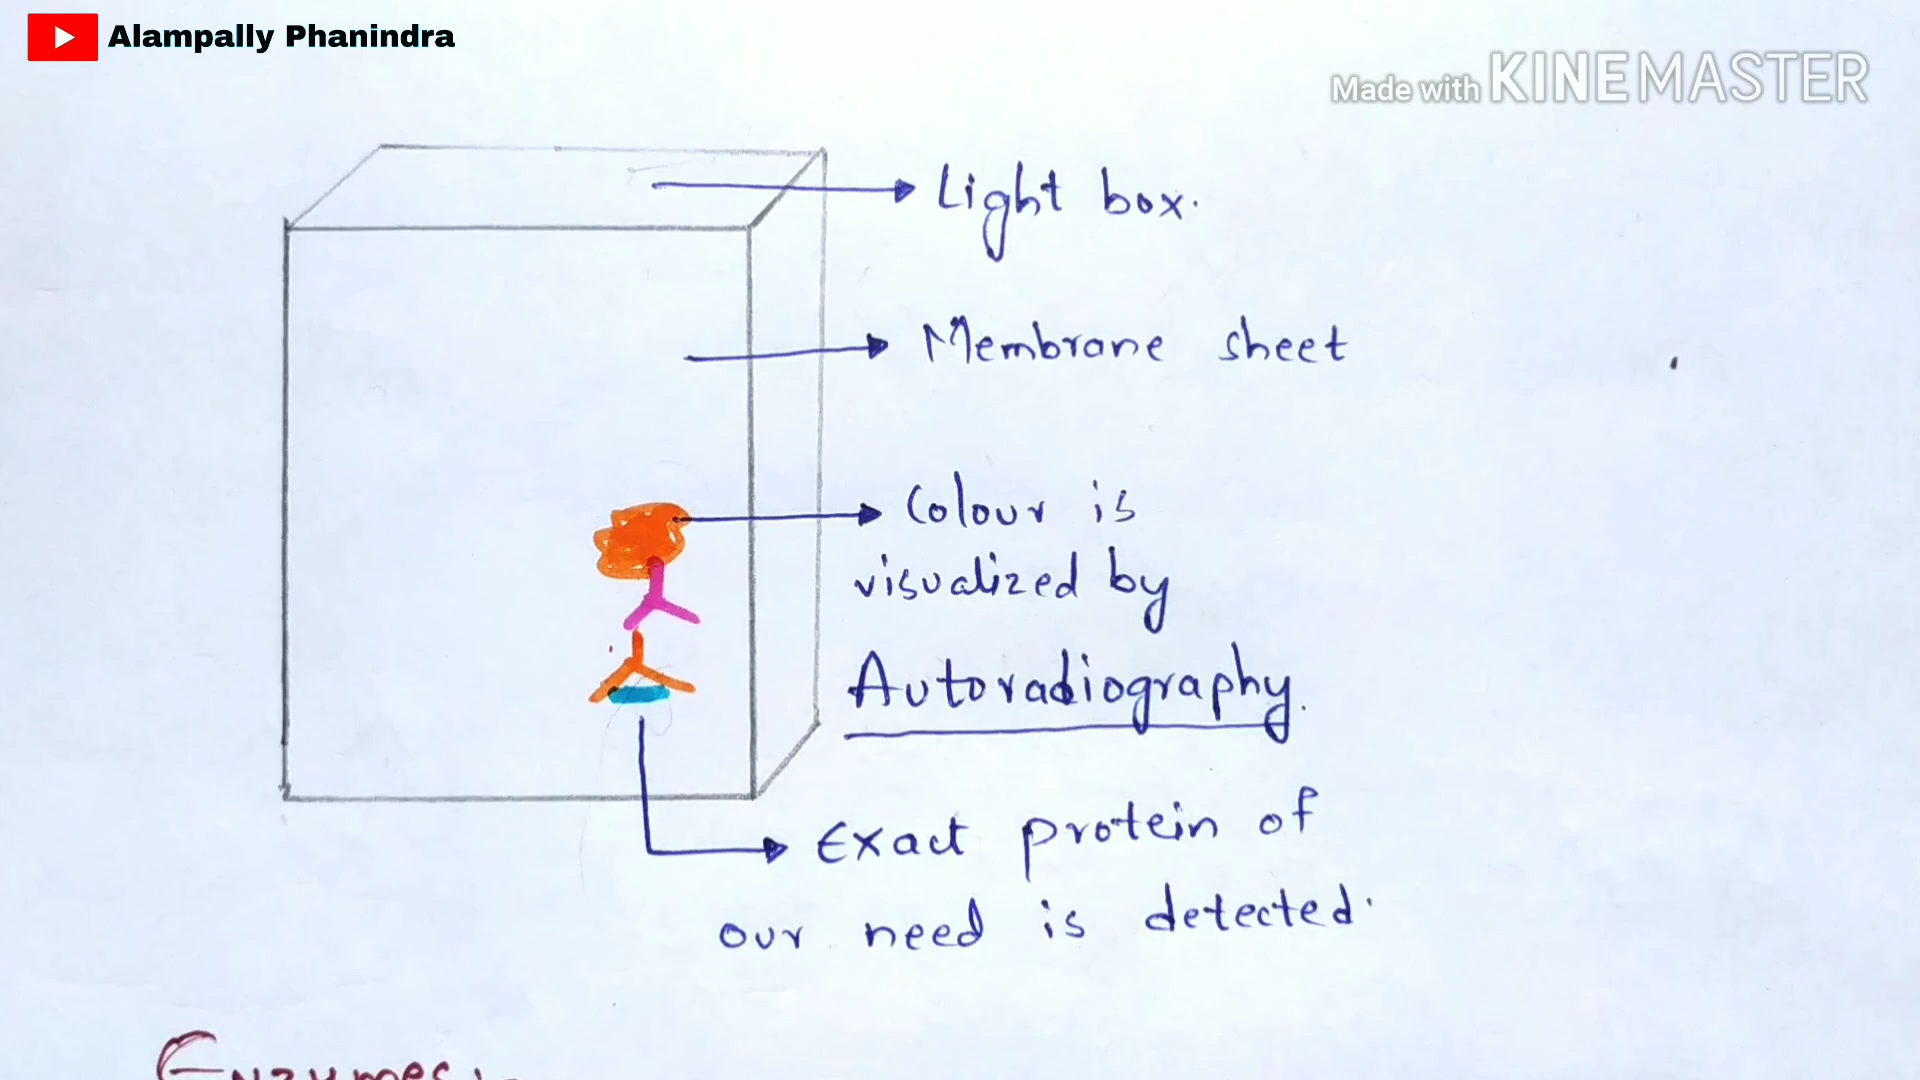 Alampally Phanindra
Made with KINEMASTER
Light box.
Membrane sheet
Colour is
visualized by
Autoradiography.
Exact protein of
our need is detected.
Enzymes: